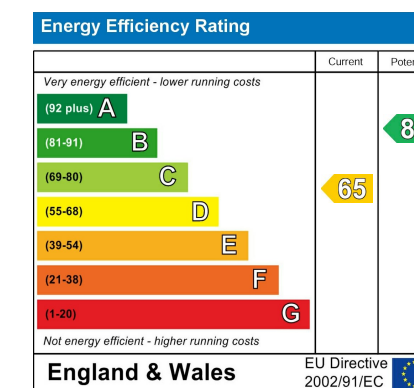 Energy Efficiency Rating
Current
Very energy efficient - lower running costs
(92 plus) A
(81-91) B
(69-80) C
(55-68) D
(39-54) E
(21-38) F
(1-20) G
65
Not energy efficient - higher running costs
England & Wales
EU Directive
2002/91/EC